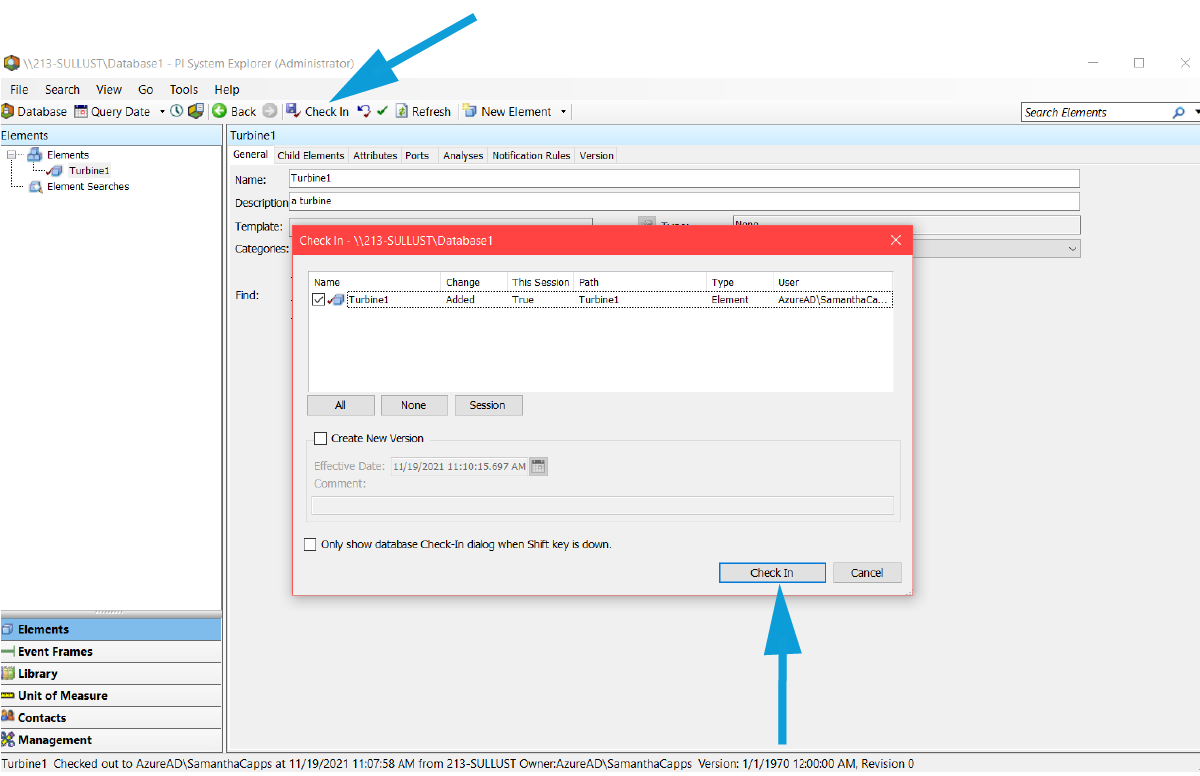 \\213-SULLUST\Database1 - PI System Explorer (Administrator)
File Search View Go Tools Help
Database Query Date Back Check In Refresh New Element Search Elements
Elements
Elements
Turbine1
Element Searches
Turbine1
General Child Elements Attributes Ports Analyses Notification Rules Version
Name: Turbine1
Description a turbine
Template: None
Categories:
Find:
Check In - \\213-SULLUST\Database1
Name Change This Session Path Type User
Turbine1 Added True Turbine1 Element AzureAD\SamanthaCa...
All None Session
Create New Version
Effective Date: 11/19/2021 11:10:15.697 AM
Comment:
Only show database Check-In dialog when Shift key is down.
Check In Cancel
Elements
Event Frames
Library
Unit of Measure
Contacts
Management
Turbine1 Checked out to AzureAD\SamanthaCapps at 11/19/2021 11:07:58 AM from 213-SULLUST Owner:AzureAD\SamanthaCapps Version: 1/1/1970 12:00:00 AM, Revision 0